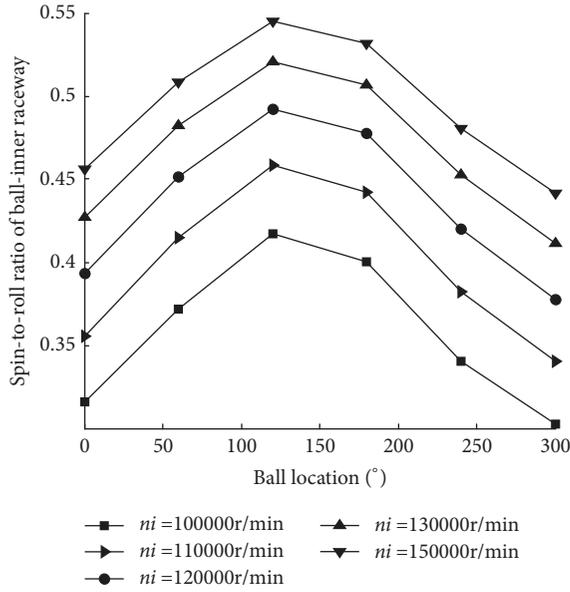 0.55
0.5
0.45
0.4
0.35
Spin-to-roll ratio of ball-inner raceway
0 50 100 150 200 250 300
Ball location (°)
ni =100000r/min
ni =110000r/min
ni =120000r/min
ni =130000r/min
ni =150000r/min